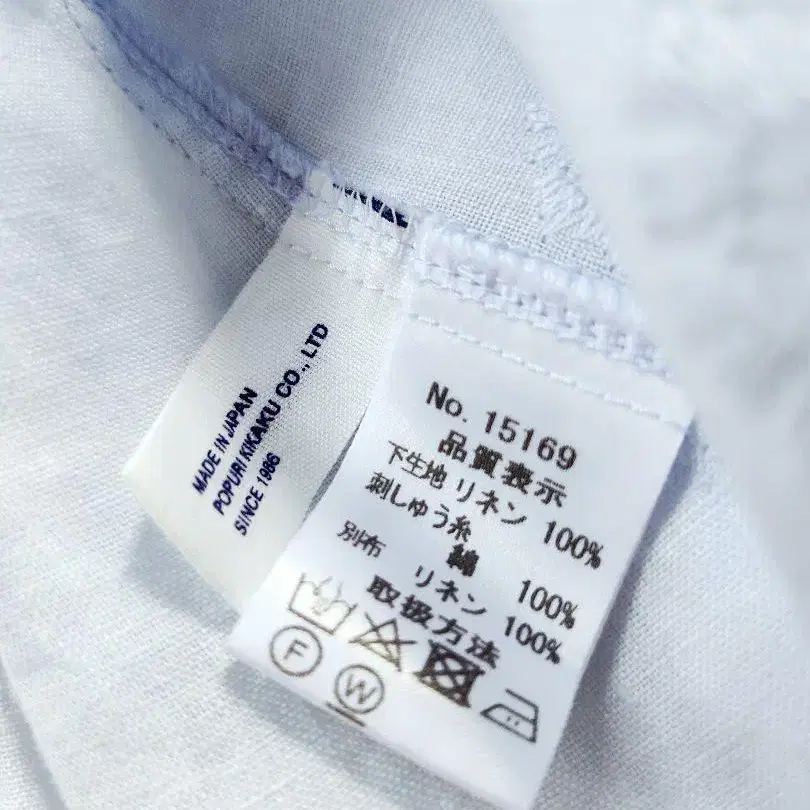 MADE IN JAPAN
POPURI KIKAKU CO., LTD
SINCE 1986
No. 15169
品質表示
下生地 リネン 100%
刺しゅう糸
綿 100%
別布 リネン 100%
取扱方法
F
W